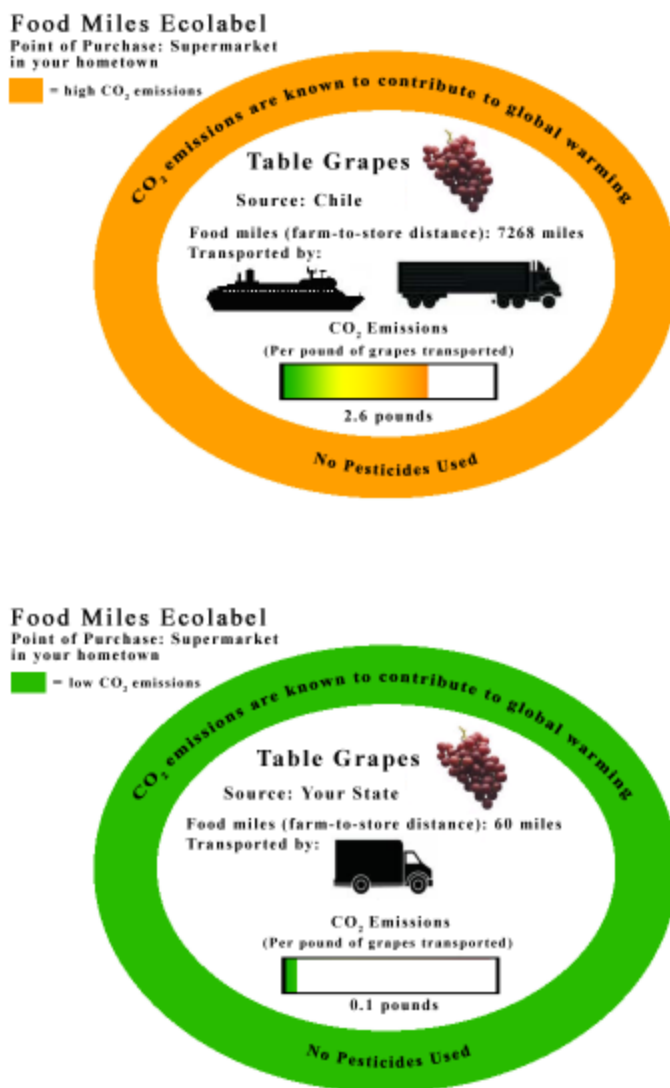 Food Miles Ecolabel
Point of Purchase: Supermarket
in your hometown
= high CO₂ emissions
CO₂ emissions are known to contribute to global warming
Table Grapes
Source: Chile
Food miles (farm-to-store distance): 7268 miles
Transported by:
CO₂ Emissions
(Per pound of grapes transported)
2.6 pounds
No Pesticides Used
Food Miles Ecolabel
Point of Purchase: Supermarket
in your hometown
= low CO₂ emissions
CO₂ emissions are known to contribute to global warming
Table Grapes
Source: Your State
Food miles (farm-to-store distance): 60 miles
Transported by:
CO₂ Emissions
(Per pound of grapes transported)
0.1 pounds
No Pesticides Used